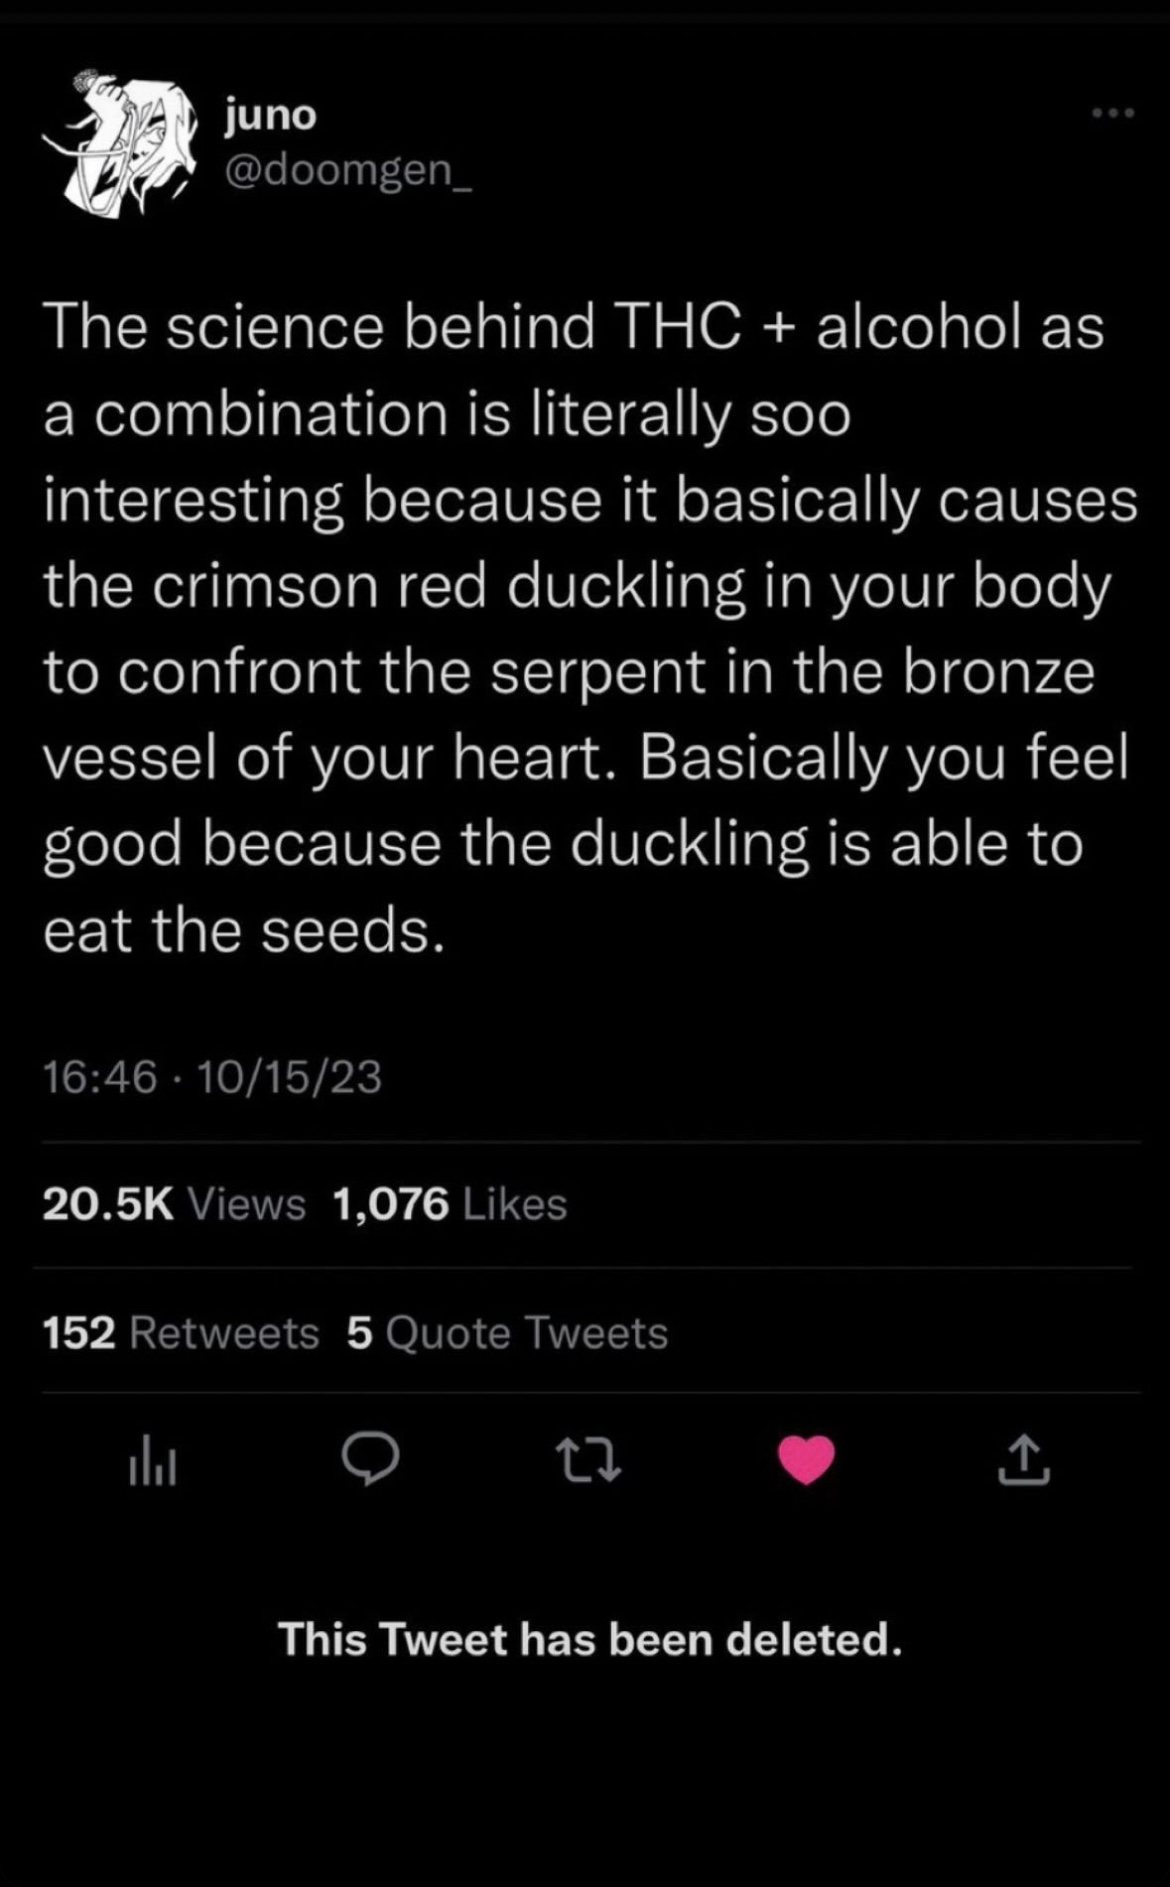 juno
@doomgen_
The science behind THC + alcohol as
a combination is literally soo
interesting because it basically causes
the crimson red duckling in your body
to confront the serpent in the bronze
vessel of your heart. Basically you feel
good because the duckling is able to
eat the seeds.
16:46 · 10/15/23
20.5K Views 1,076 Likes
152 Retweets 5 Quote Tweets
This Tweet has been deleted.